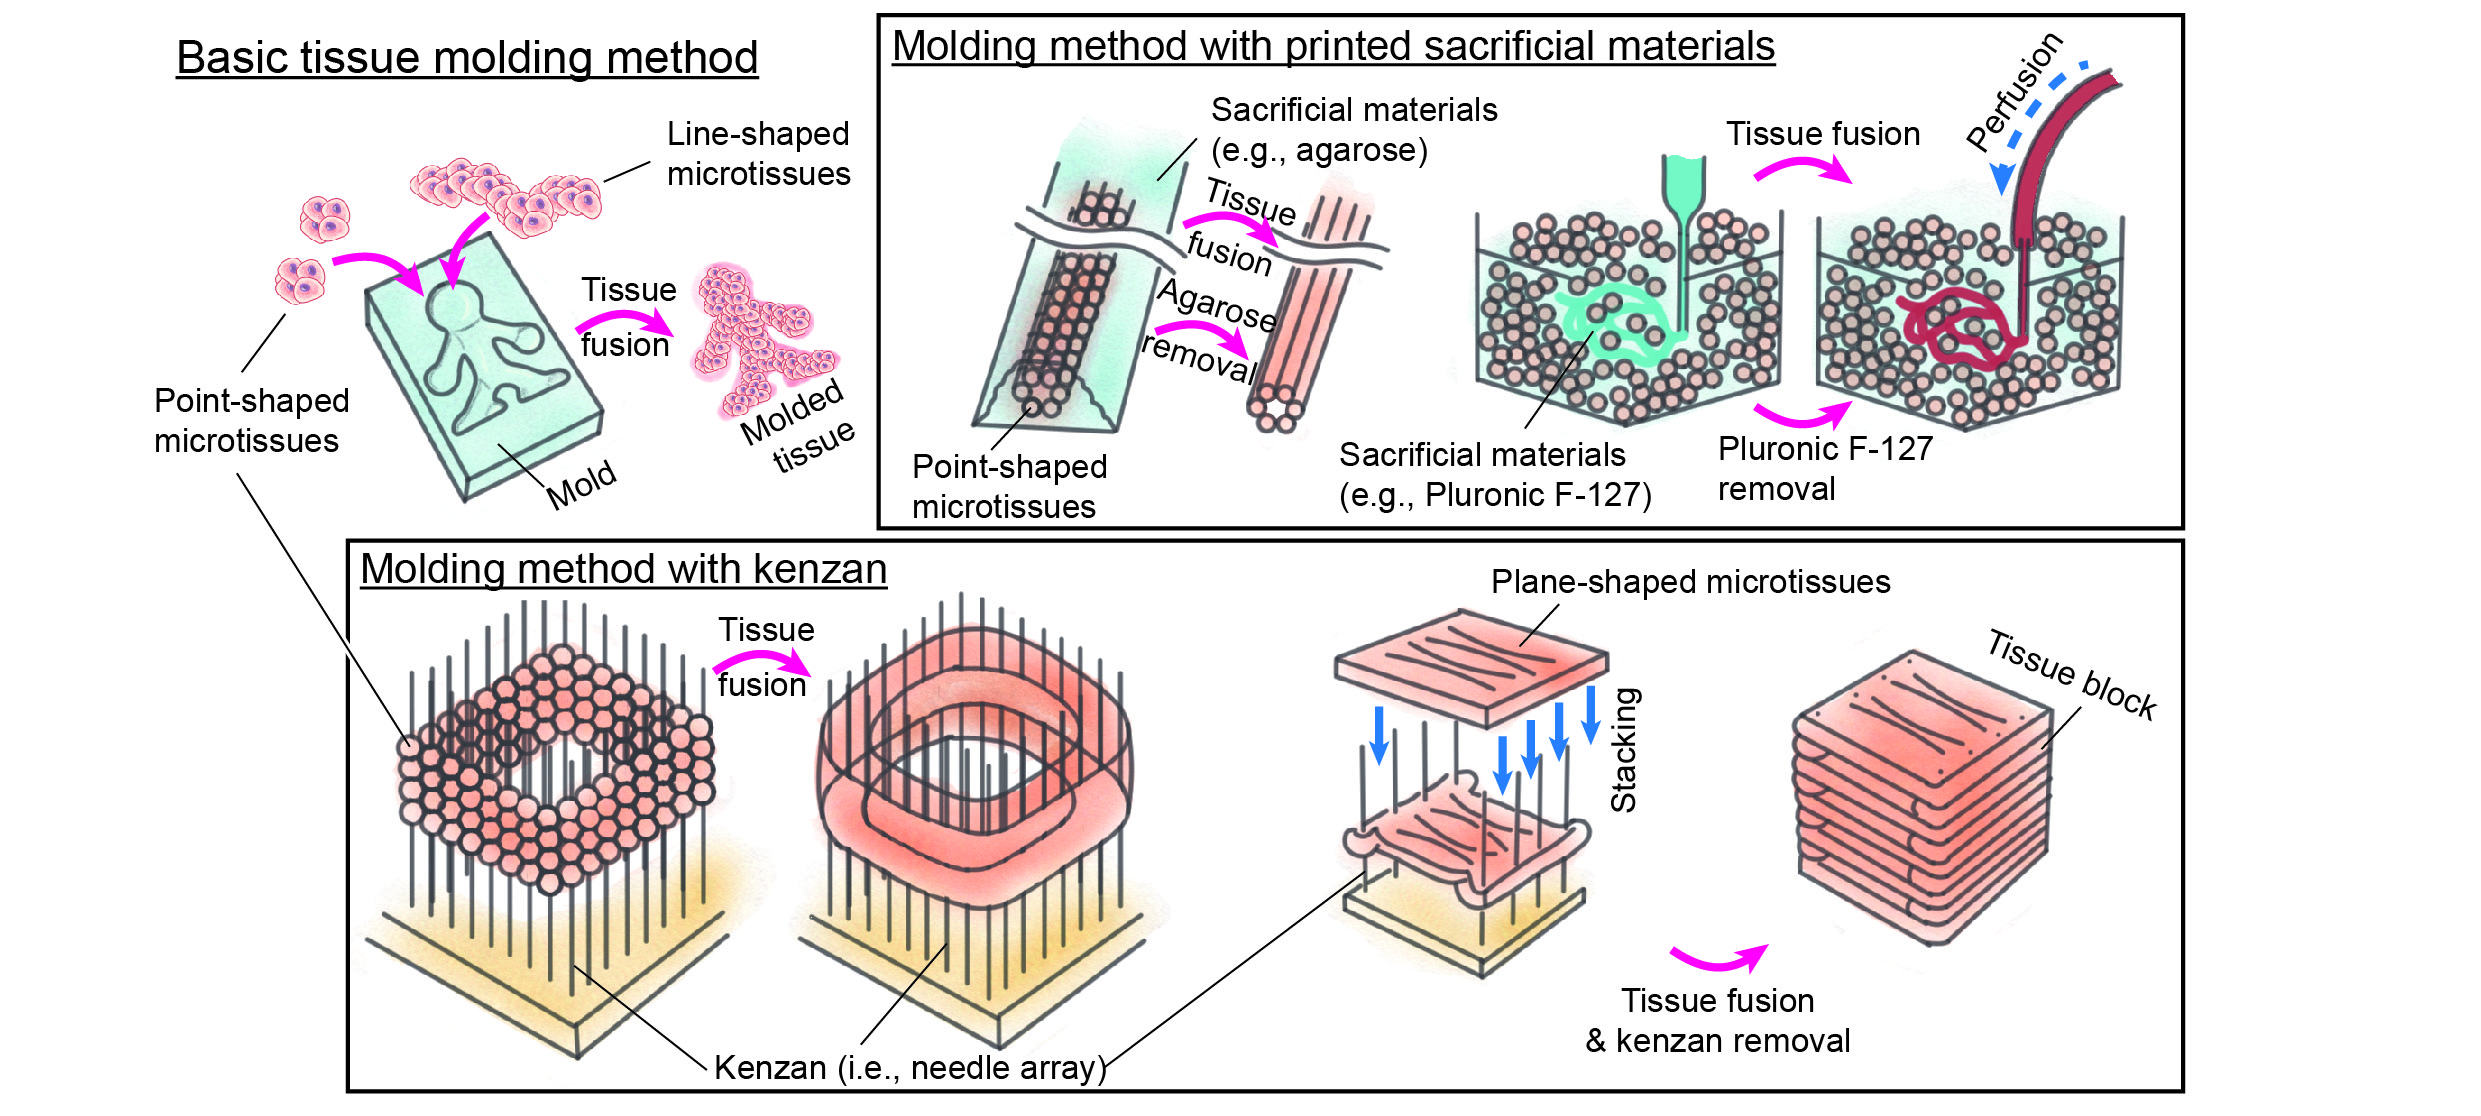 Basic tissue molding method
Line-shaped
microtissues
Tissue
fusion
Point-shaped
microtissues
Mold
Molded
tissue
Molding method with printed sacrificial materials
Sacrificial materials
(e.g., agarose)
Tissue
fusion
Agarose
removal
Point-shaped
microtissues
Tissue fusion
Perfusion
Sacrificial materials
(e.g., Pluronic F-127)
Pluronic F-127
removal
Molding method with kenzan
Tissue
fusion
Kenzan (i.e., needle array)
Plane-shaped microtissues
Stacking
Tissue block
Tissue fusion
& kenzan removal